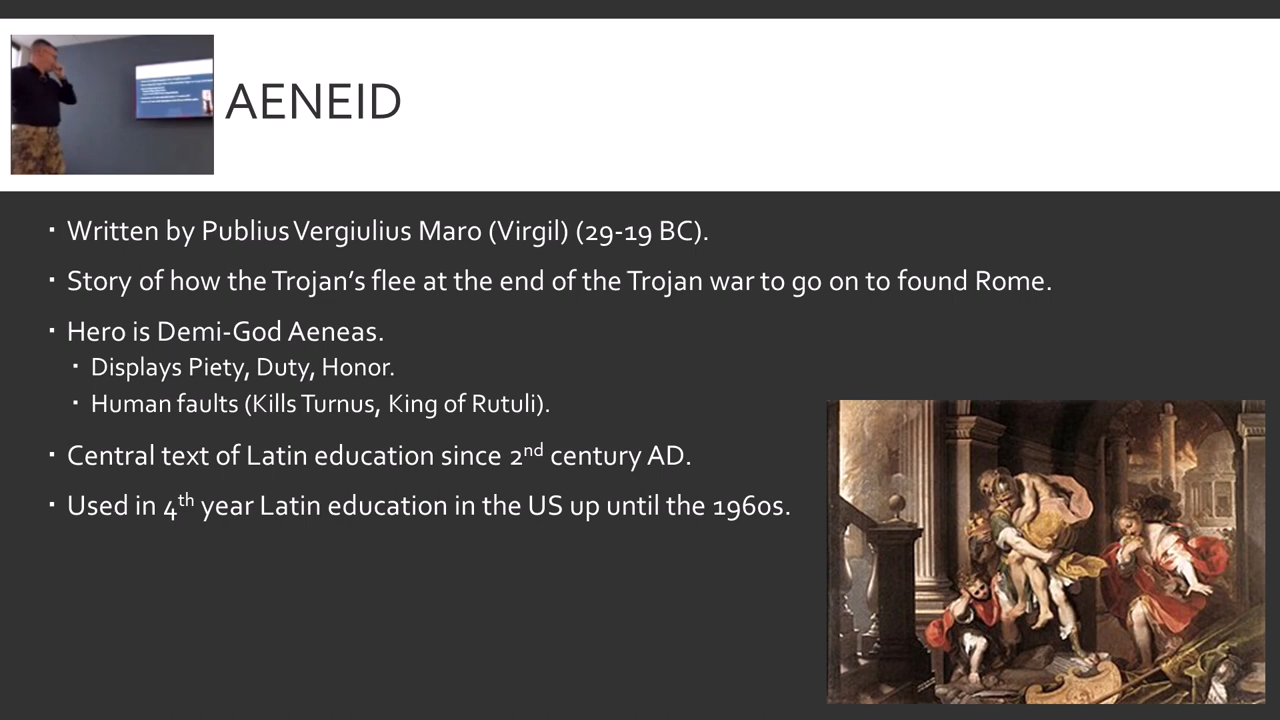 AENEID
Written by Publius Vergiulius Maro (Virgil) (29-19 BC).
Story of how the Trojan's flee at the end of the Trojan war to go on to found Rome.
Hero is Demi-God Aeneas.
Displays Piety, Duty, Honor.
Human faults (Kills Turnus, King of Rutuli).
Central text of Latin education since 2nd century AD.
Used in 4th year Latin education in the US up until the 1960s.